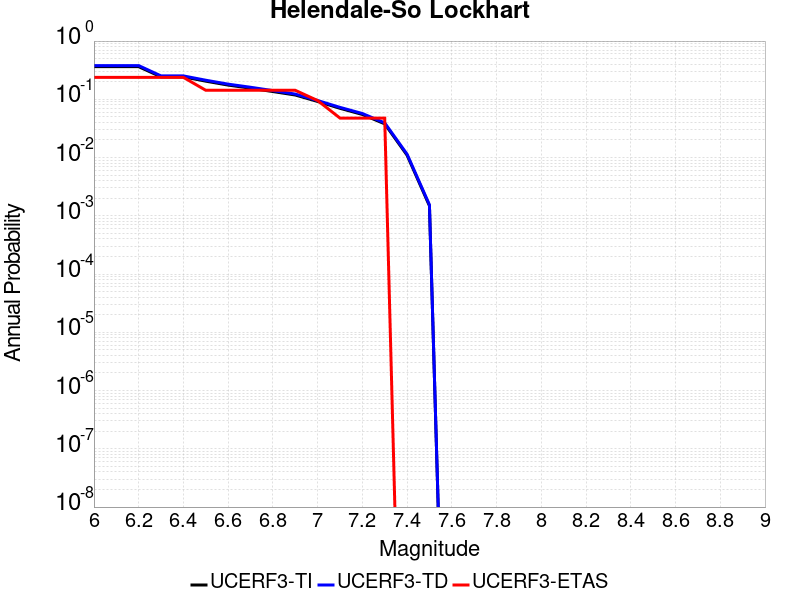 Helendale-So Lockhart
10^0
10^-1
10^-2
10^-3
10^-4
10^-5
10^-6
10^-7
10^-8
Annual Probability
6 6.2 6.4 6.6 6.8 7 7.2 7.4 7.6 7.8 8 8.2 8.4 8.6 8.8 9
Magnitude
UCERF3-TI UCERF3-TD UCERF3-ETAS